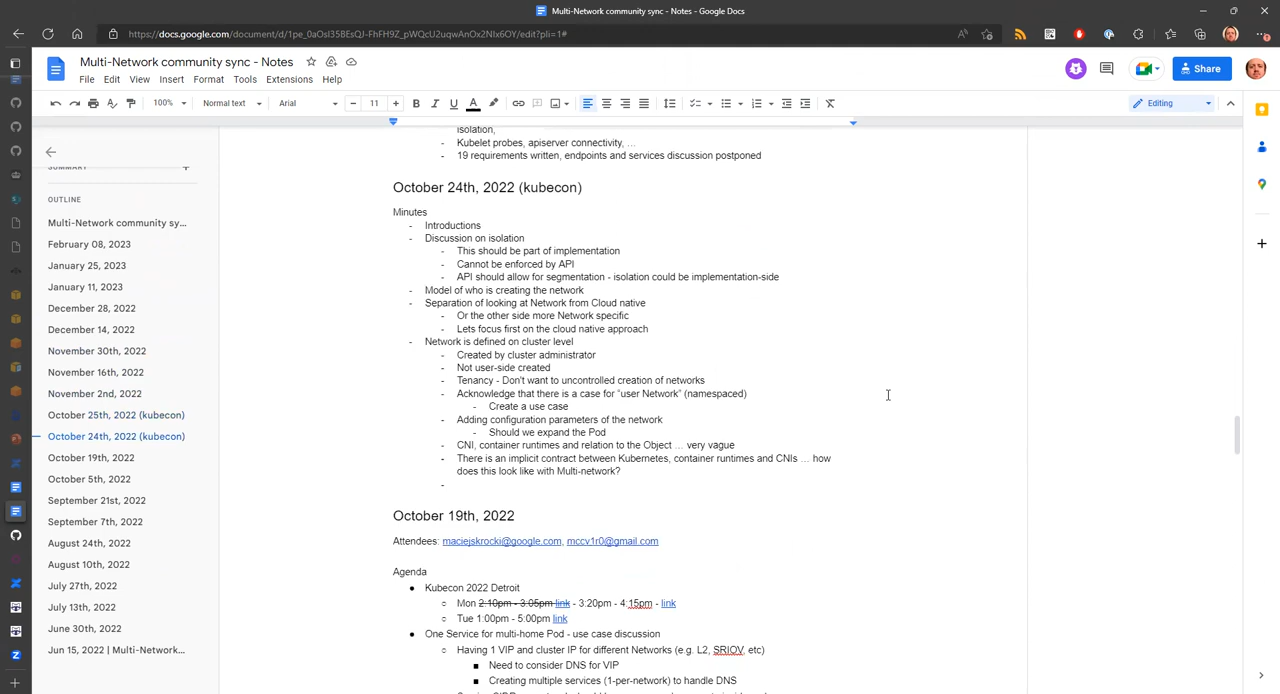 Multi-Network community sync - Notes - Google Docs
Multi-Network community sync - Notes
File Edit View Insert Format Tools Extensions Help
Share
100% Normal text Arial 11 Editing
SUMMARY
OUTLINE
Multi-Network community sy...
February 08, 2023
January 25, 2023
January 11, 2023
December 28, 2022
December 14, 2022
November 30th, 2022
November 16th, 2022
November 2nd, 2022
October 25th, 2022 (kubecon)
October 24th, 2022 (kubecon)
October 19th, 2022
October 5th, 2022
September 21st, 2022
September 7th, 2022
August 24th, 2022
August 10th, 2022
July 27th, 2022
July 13th, 2022
June 30th, 2022
Jun 15, 2022 | Multi-Network...
isolation,
- Kubelet probes, apiserver connectivity, ...
- 19 requirements written, endpoints and services discussion postponed
October 24th, 2022 (kubecon)
Minutes
- Introductions
- Discussion on isolation
- This should be part of implementation
- Cannot be enforced by API
- API should allow for segmentation - isolation could be implementation-side
- Model of who is creating the network
- Separation of looking at Network from Cloud native
- Or the other side more Network specific
- Lets focus first on the cloud native approach
- Network is defined on cluster level
- Created by cluster administrator
- Not user-side created
- Tenancy - Don't want to uncontrolled creation of networks
- Acknowledge that there is a case for "user Network" (namespaced)
- Create a use case
- Adding configuration parameters of the network
- Should we expand the Pod
- CNI, container runtimes and relation to the Object ... very vague
- There is an implicit contract between Kubernetes, container runtimes and CNIs ... how
does this look like with Multi-network?
-
October 19th, 2022
Attendees: maciejskrocki@google.com, mccv1r0@gmail.com
Agenda
● Kubecon 2022 Detroit
○ Mon 2:10pm - 3:05pm link - 3:20pm - 4:15pm - link
○ Tue 1:00pm - 5:00pm link
● One Service for multi-home Pod - use case discussion
○ Having 1 VIP and cluster IP for different Networks (e.g. L2, SRIOV, etc)
■ Need to consider DNS for VIP
■ Creating multiple services (1-per-network) to handle DNS